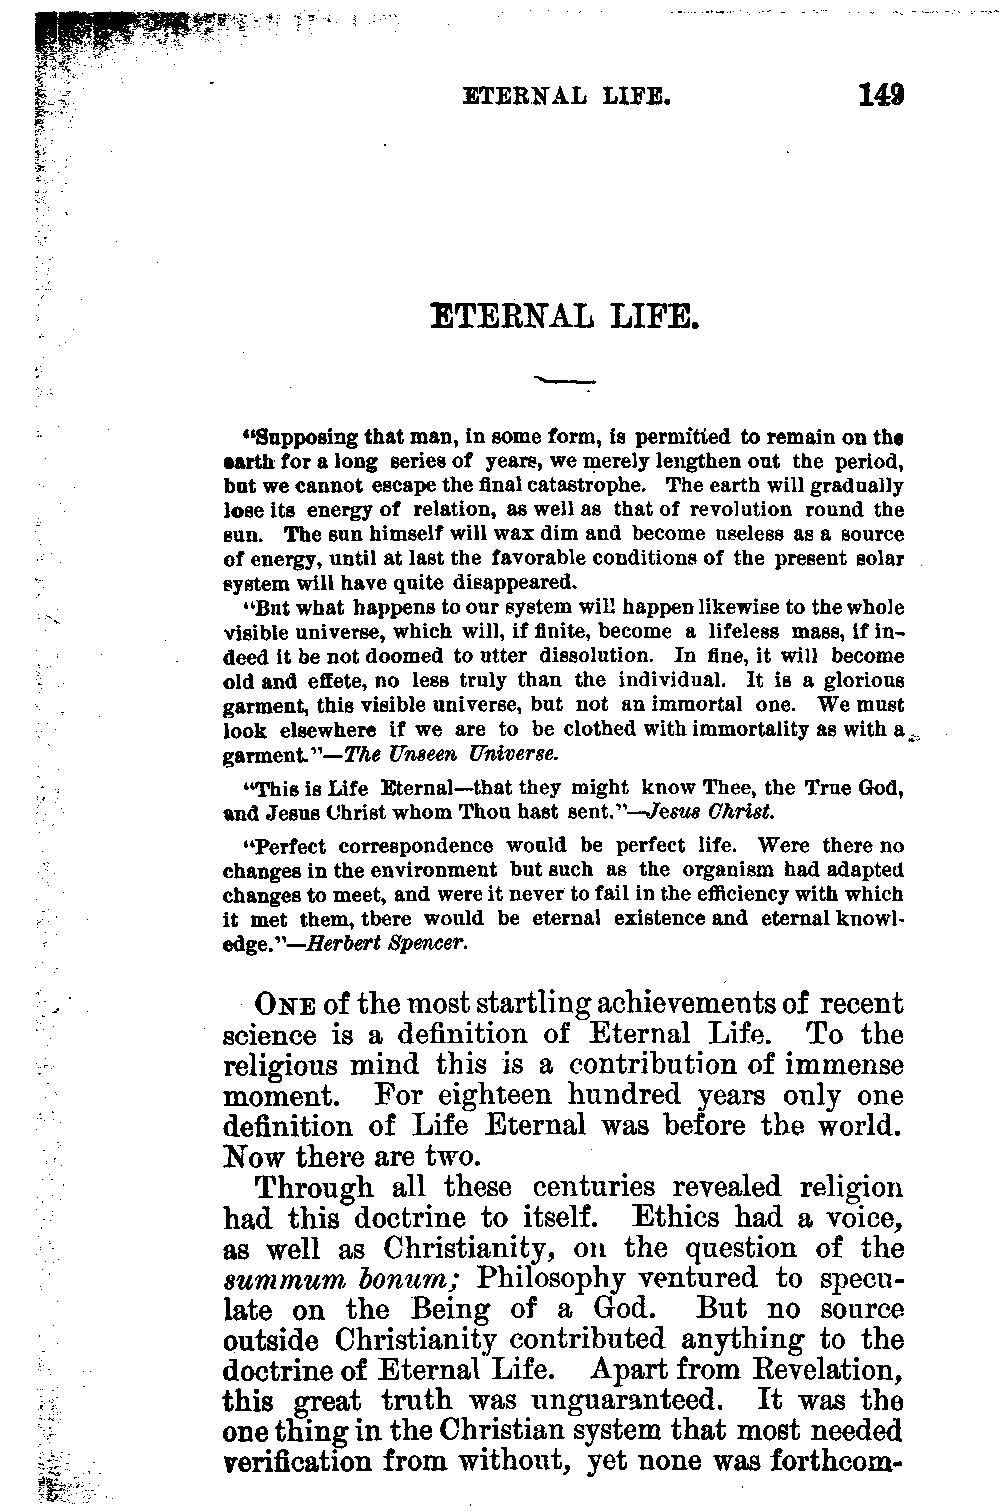 ETERNAL LIFE. 149
ETERNAL LIFE.
“Supposing that man, in some form, is permitted to remain on the
earth for a long series of years, we merely lengthen out the period,
but we cannot escape the final catastrophe. The earth will gradually
lose its energy of relation, as well as that of revolution round the
sun. The sun himself will wax dim and become useless as a source
of energy, until at last the favorable conditions of the present solar
system will have quite disappeared.
“But what happens to our system will happen likewise to the whole
visible universe, which will, if finite, become a lifeless mass, if in-
deed it be not doomed to utter dissolution. In fine, it will become
old and effete, no less truly than the individual. It is a glorious
garment, this visible universe, but not an immortal one. We must
look elsewhere if we are to be clothed with immortality as with a
garment.”—The Unseen Universe.
“This is Life Eternal—that they might know Thee, the True God,
and Jesus Christ whom Thou hast sent.”—Jesus Christ.
“Perfect correspondence would be perfect life. Were there no
changes in the environment but such as the organism had adapted
changes to meet, and were it never to fail in the efficiency with which
it met them, there would be eternal existence and eternal knowl-
edge.”—Herbert Spencer.
ONE of the most startling achievements of recent
science is a definition of Eternal Life. To the
religious mind this is a contribution of immense
moment. For eighteen hundred years only one
definition of Life Eternal was before the world.
Now there are two.
Through all these centuries revealed religion
had this doctrine to itself. Ethics had a voice,
as well as Christianity, on the question of the
summum bonum; Philosophy ventured to specu-
late on the Being of a God. But no source
outside Christianity contributed anything to the
doctrine of Eternal Life. Apart from Revelation,
this great truth was unguaranteed. It was the
one thing in the Christian system that most needed
verification from without, yet none was forthcom-